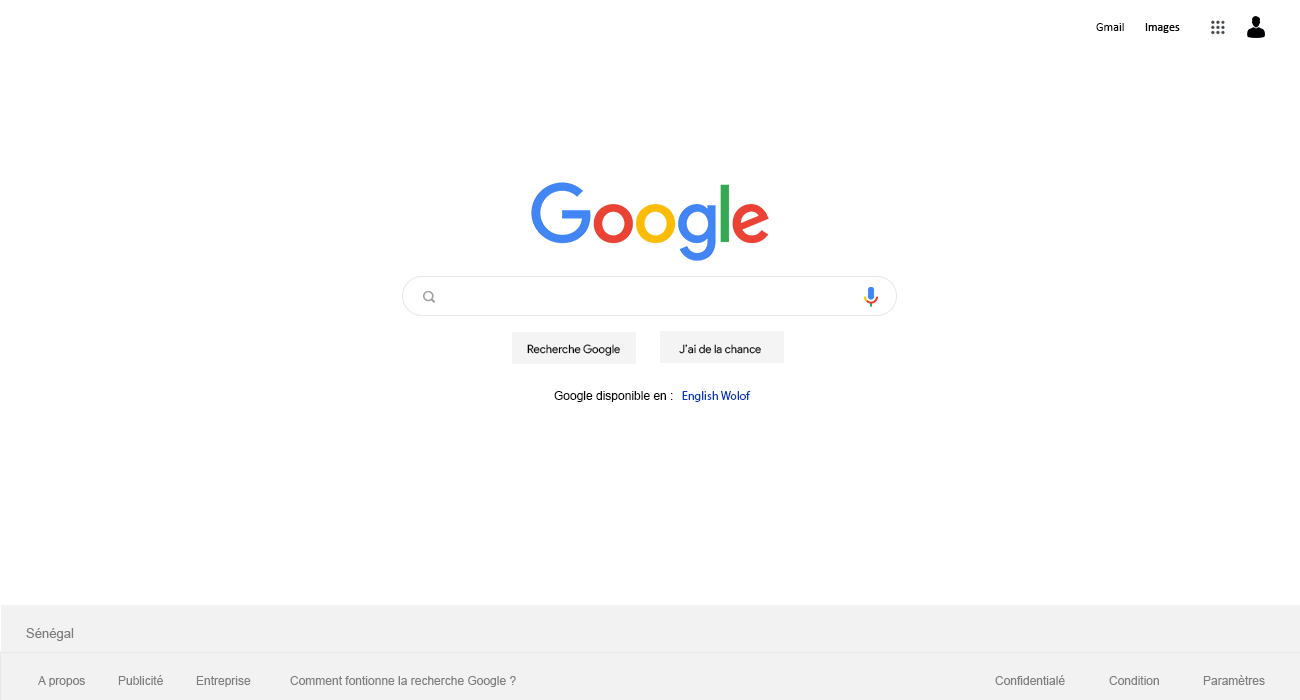 Gmail Images
Google
Recherche Google J'ai de la chance
Google disponible en : English Wolof
Sénégal
A propos Publicité Entreprise Comment fontionne la recherche Google ? Confidentialé Condition Paramètres